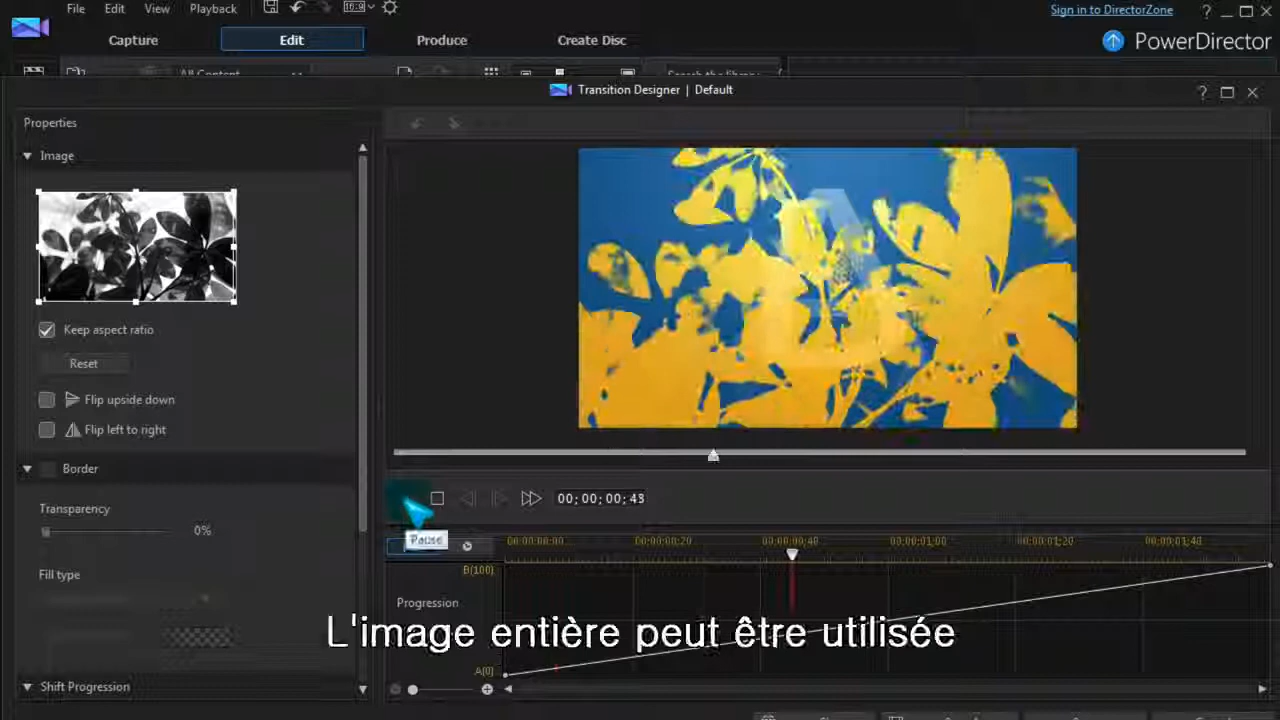 File Edit View Playback 16:9 Sign in to DirectorZone ?
Capture Edit Produce Create Disc PowerDirector
All Content Search the library
Transition Designer | Default ?
Properties
Image
A
Keep aspect ratio
Reset
Flip upside down
Flip left to right
Border
Transparency
0%
Fill type
Shift Progression
00;00;00;43
Pause
00:00:00:00 00:00:00:20 00:00:00:40 00:00:01:00 00:00:01:20 00:00:01:40
B(100)
Progression
A(0)
L'image entière peut être utilisée